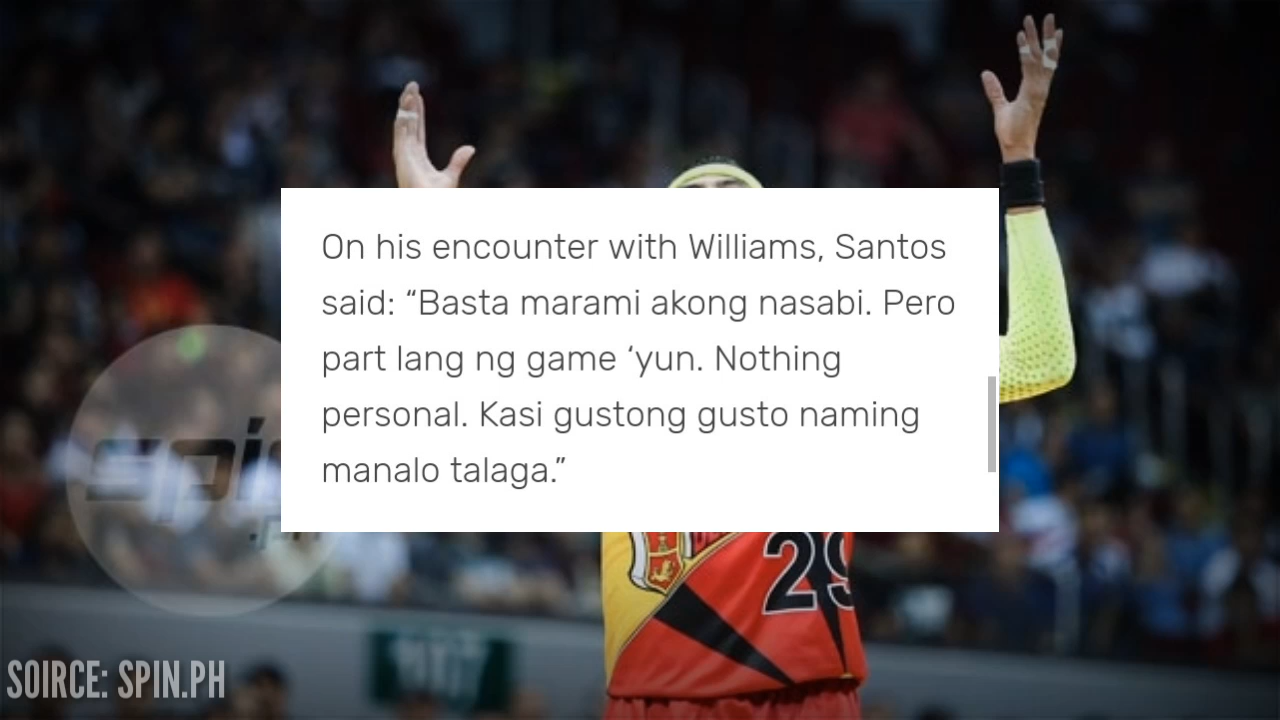 On his encounter with Williams, Santos
said: “Basta marami akong nasabi. Pero
part lang ng game ‘yun. Nothing
personal. Kasi gustong gusto naming
manalo talaga.”
spi
.p
29
SOIRCE: SPIN.PH